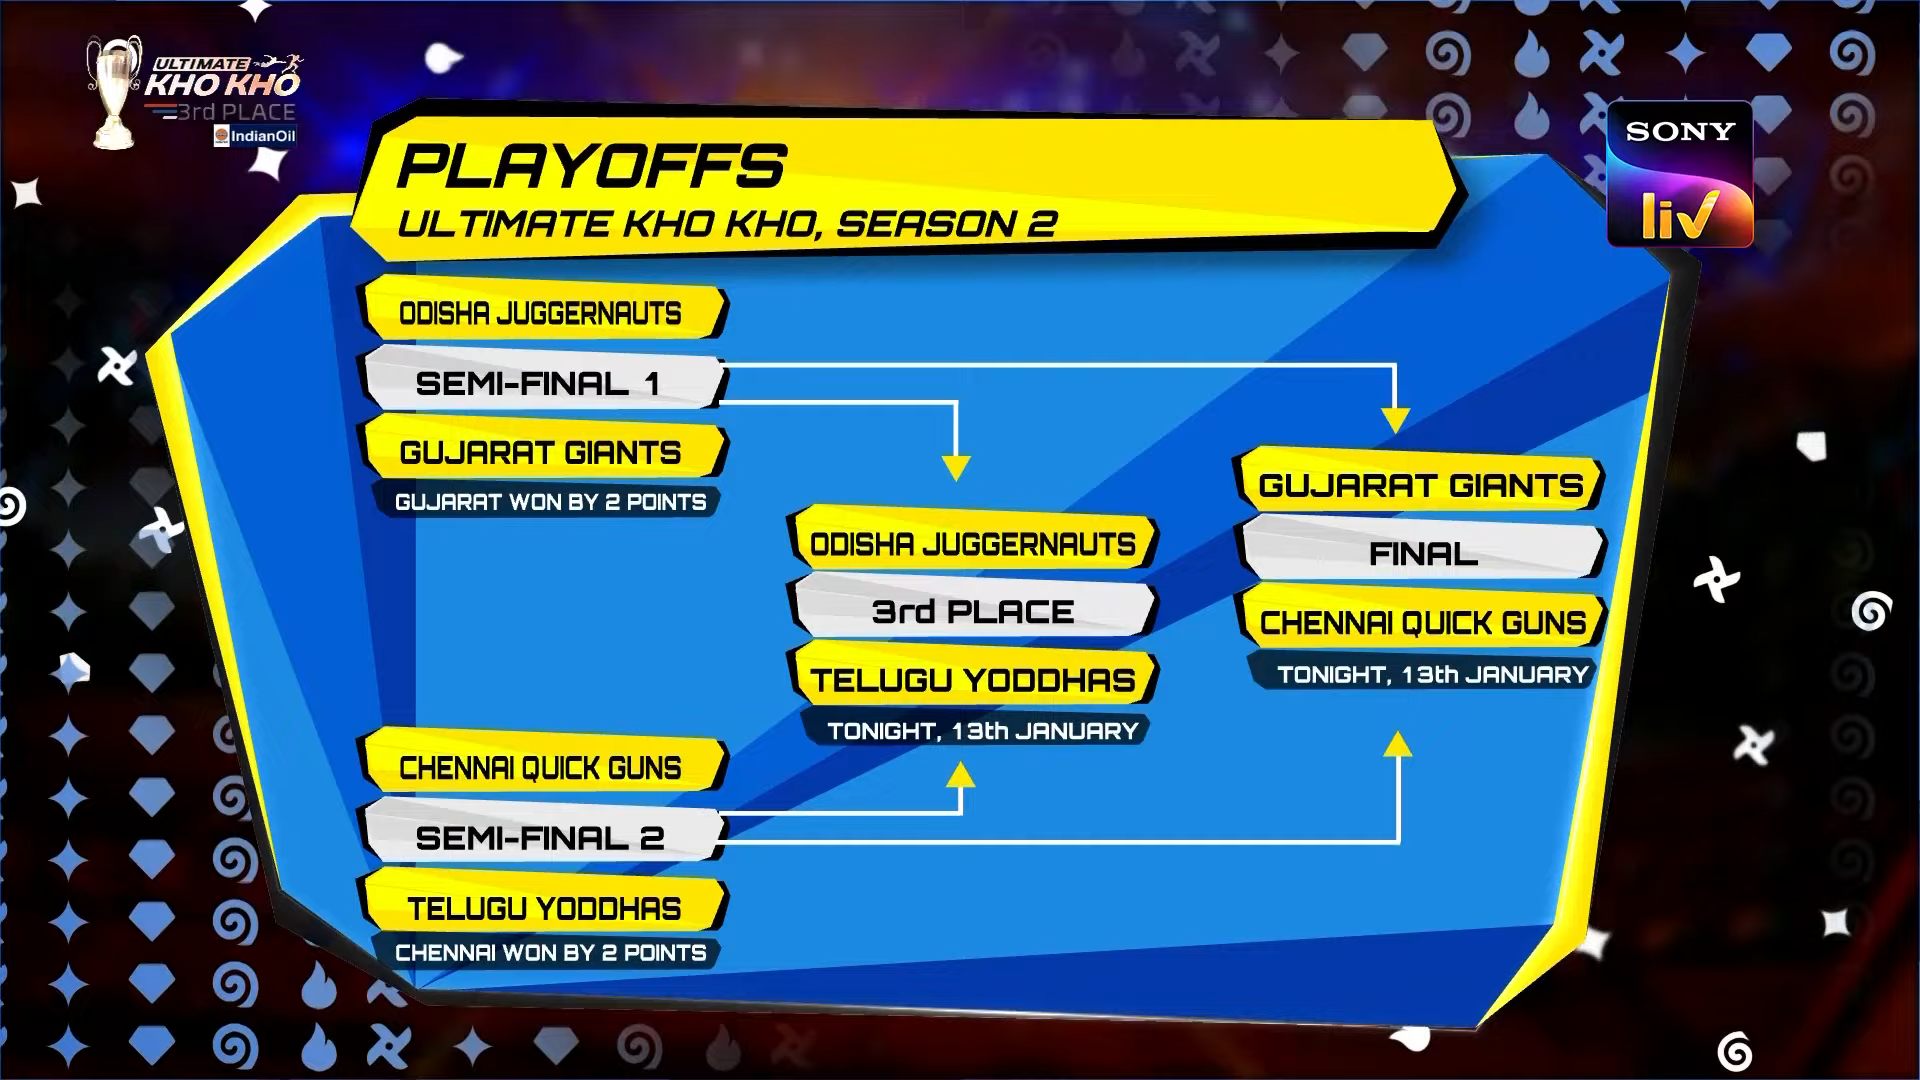 ULTIMATE
KHO KHO
3rd PLACE
IndianOil
SONY
liv
PLAYOFFS
ULTIMATE KHO KHO, SEASON 2
ODISHA JUGGERNAUTS
SEMI-FINAL 1
GUJARAT GIANTS
GUJARAT WON BY 2 POINTS
CHENNAI QUICK GUNS
SEMI-FINAL 2
TELUGU YODDHAS
CHENNAI WON BY 2 POINTS
ODISHA JUGGERNAUTS
3rd PLACE
TELUGU YODDHAS
TONIGHT, 13th JANUARY
GUJARAT GIANTS
FINAL
CHENNAI QUICK GUNS
TONIGHT, 13th JANUARY